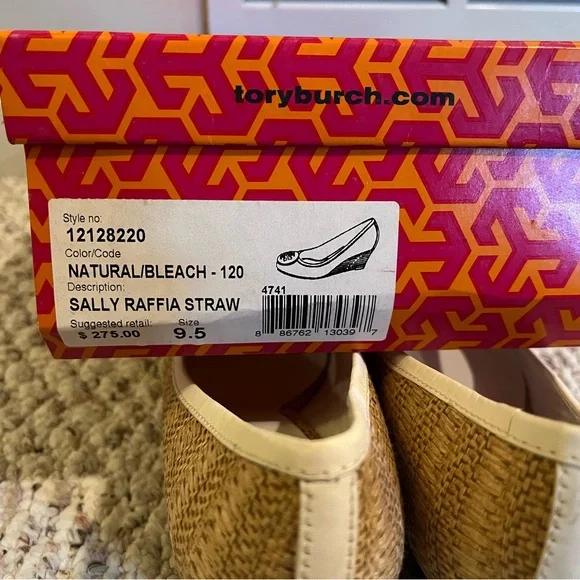 toryburch.com
Style no:
12128220
Color/Code
NATURAL/BLEACH - 120
Description:
4741
SALLY RAFFIA STRAW
Suggested retail: Size
$ 275.00 9.5
8 86762 13039 7